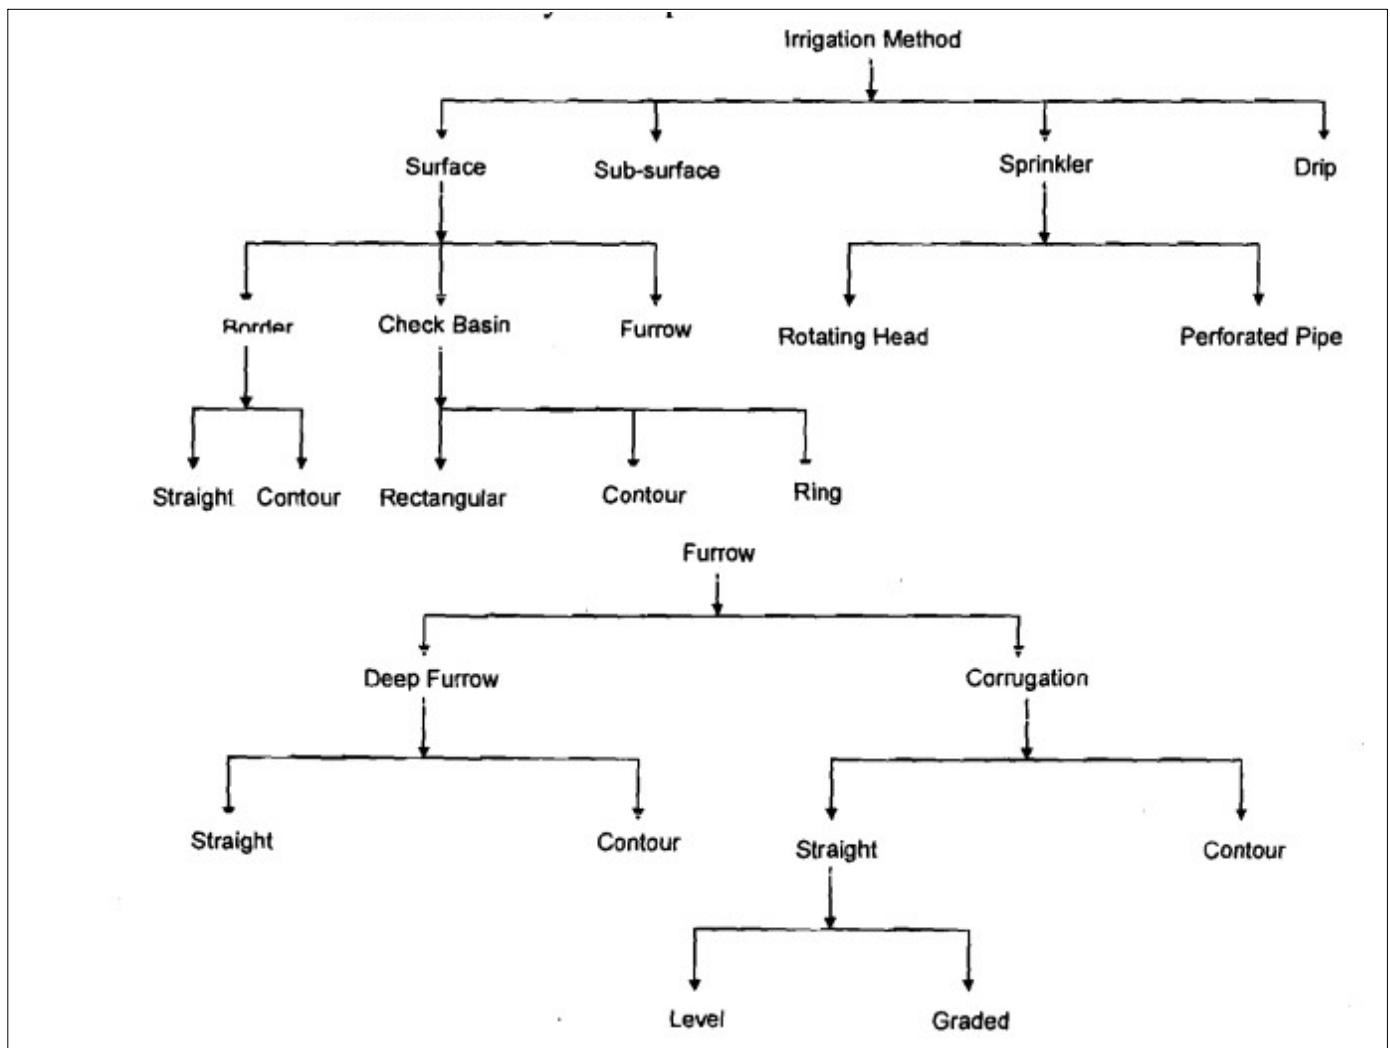 Irrigation Method
Surface Sub-surface Sprinkler Drip
Border Check Basin Furrow Rotating Head Perforated Pipe
Straight Contour Rectangular Contour Ring
Furrow
Deep Furrow Corrugation
Straight Contour Straight Contour
Level Graded